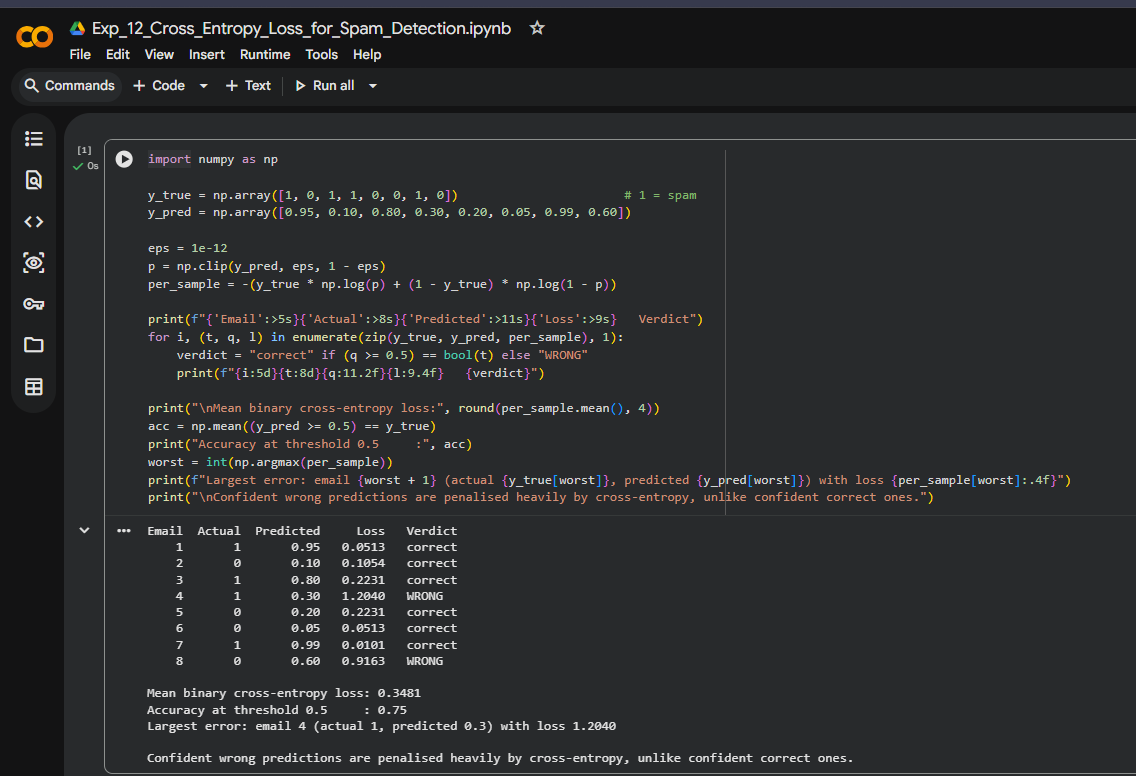 Exp_12_Cross_Entropy_Loss_for_Spam_Detection.ipynb
File Edit View Insert Runtime Tools Help
Commands + Code + Text Run all
[1]
0s
import numpy as np

y_true = np.array([1, 0, 1, 1, 0, 0, 1, 0])                       # 1 = spam
y_pred = np.array([0.95, 0.10, 0.80, 0.30, 0.20, 0.05, 0.99, 0.60])

eps = 1e-12
p = np.clip(y_pred, eps, 1 - eps)
per_sample = -(y_true * np.log(p) + (1 - y_true) * np.log(1 - p))

print(f"{'Email':>5s}{'Actual':>8s}{'Predicted':>11s}{'Loss':>9s}   Verdict")
for i, (t, q, l) in enumerate(zip(y_true, y_pred, per_sample), 1):
    verdict = "correct" if (q >= 0.5) == bool(t) else "WRONG"
    print(f"{i:5d}{t:8d}{q:11.2f}{l:9.4f}   {verdict}")

print("\nMean binary cross-entropy loss:", round(per_sample.mean(), 4))
acc = np.mean((y_pred >= 0.5) == y_true)
print("Accuracy at threshold 0.5     :", acc)
worst = int(np.argmax(per_sample))
print(f"Largest error: email {worst + 1} (actual {y_true[worst]}, predicted {y_pred[worst]}) with loss {per_sample[worst]:.4f}")
print("\nConfident wrong predictions are penalised heavily by cross-entropy, unlike confident correct ones.")
Email  Actual  Predicted     Loss   Verdict
    1       1       0.95   0.0513   correct
    2       0       0.10   0.1054   correct
    3       1       0.80   0.2231   correct
    4       1       0.30   1.2040   WRONG
    5       0       0.20   0.2231   correct
    6       0       0.05   0.0513   correct
    7       1       0.99   0.0101   correct
    8       0       0.60   0.9163   WRONG

Mean binary cross-entropy loss: 0.3481
Accuracy at threshold 0.5     : 0.75
Largest error: email 4 (actual 1, predicted 0.3) with loss 1.2040

Confident wrong predictions are penalised heavily by cross-entropy, unlike confident correct ones.